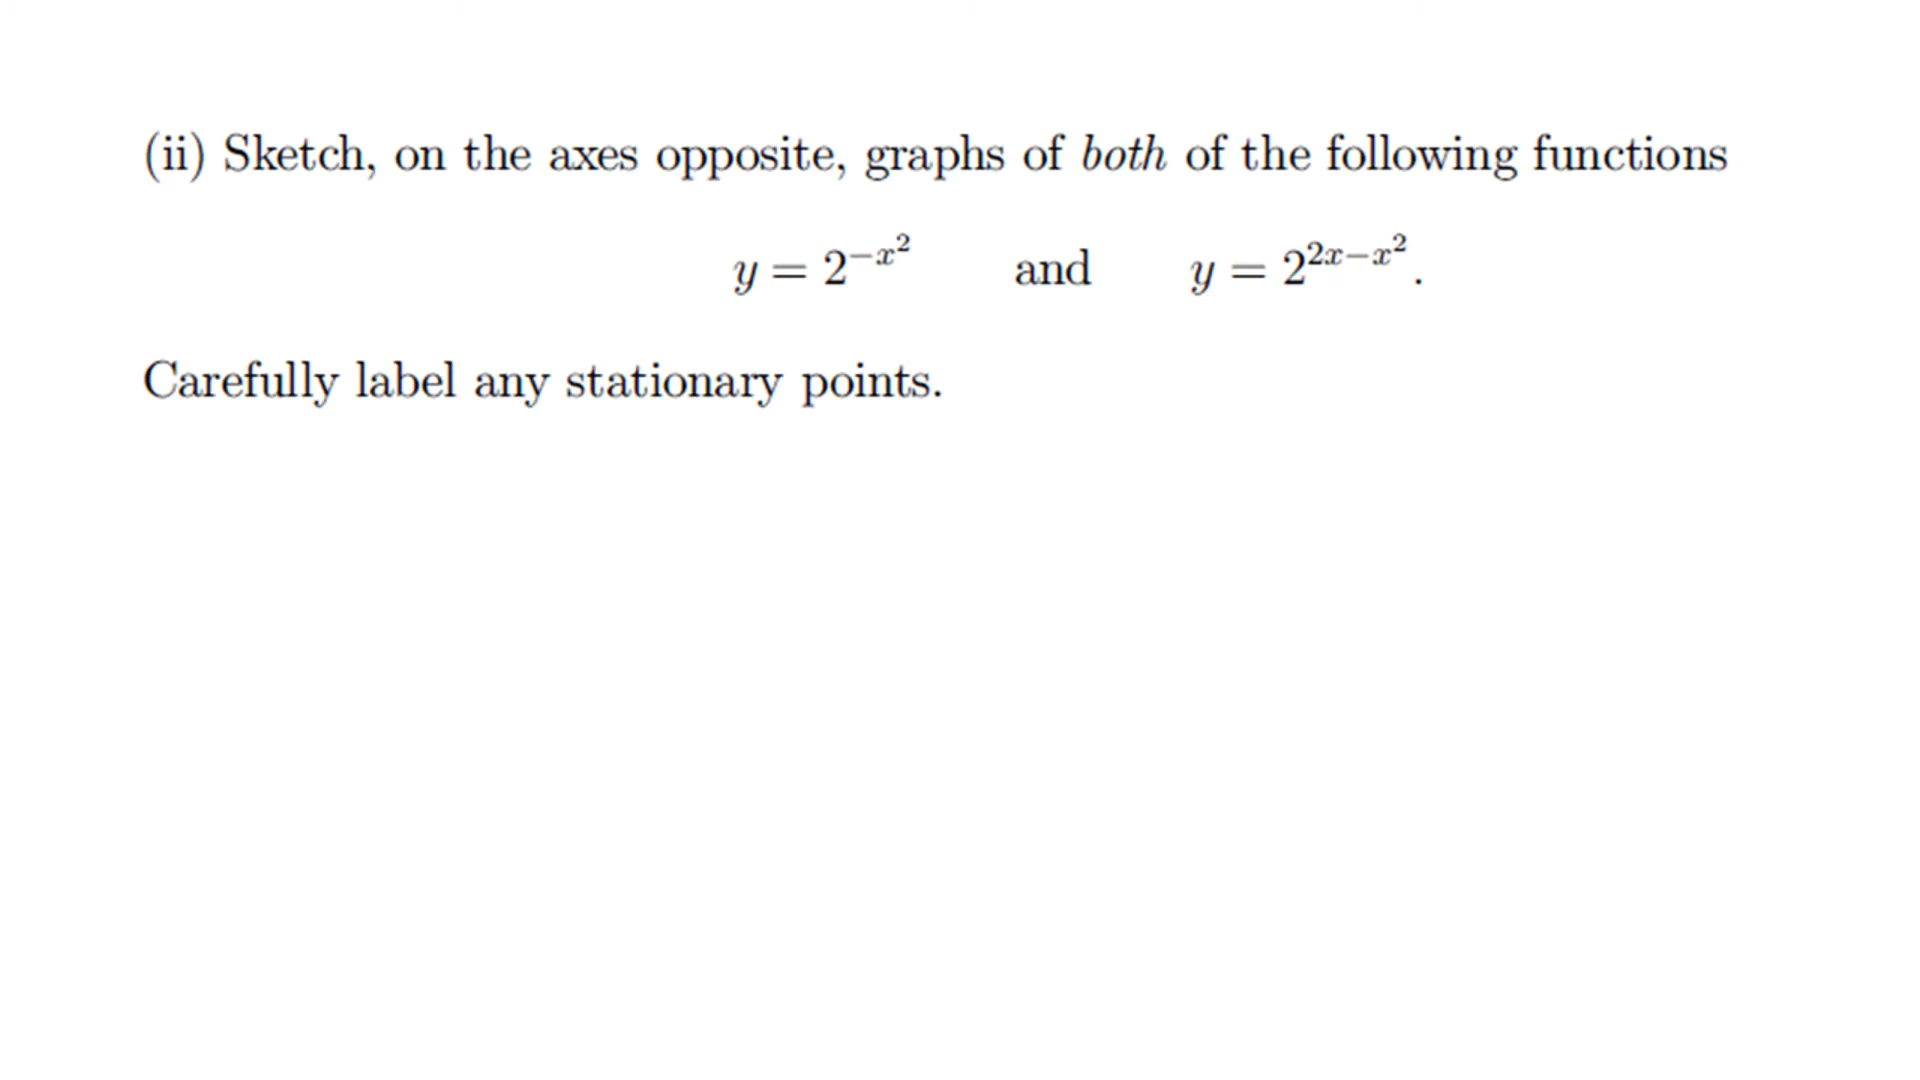 (ii) Sketch, on the axes opposite, graphs of both of the following functions
y = 2^{-x^2} and y = 2^{2x-x^2}.
Carefully label any stationary points.